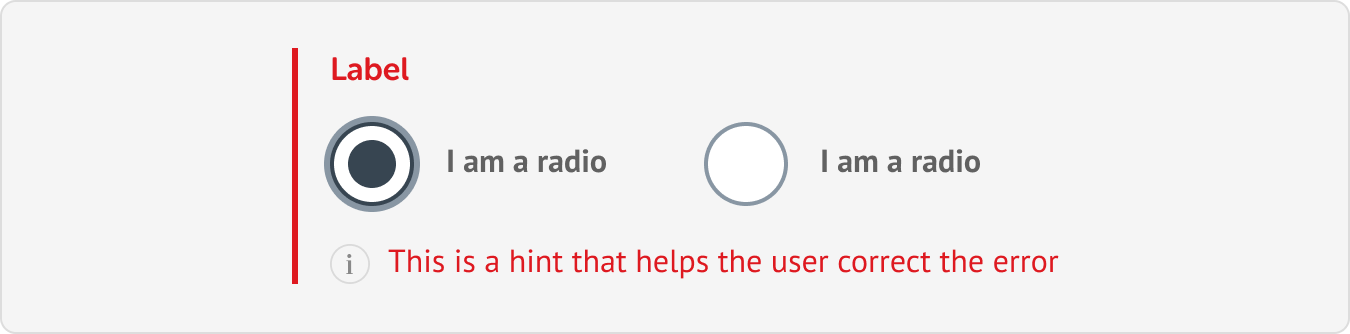 Label
I am a radio
I am a radio
i
This is a hint that helps the user correct the error